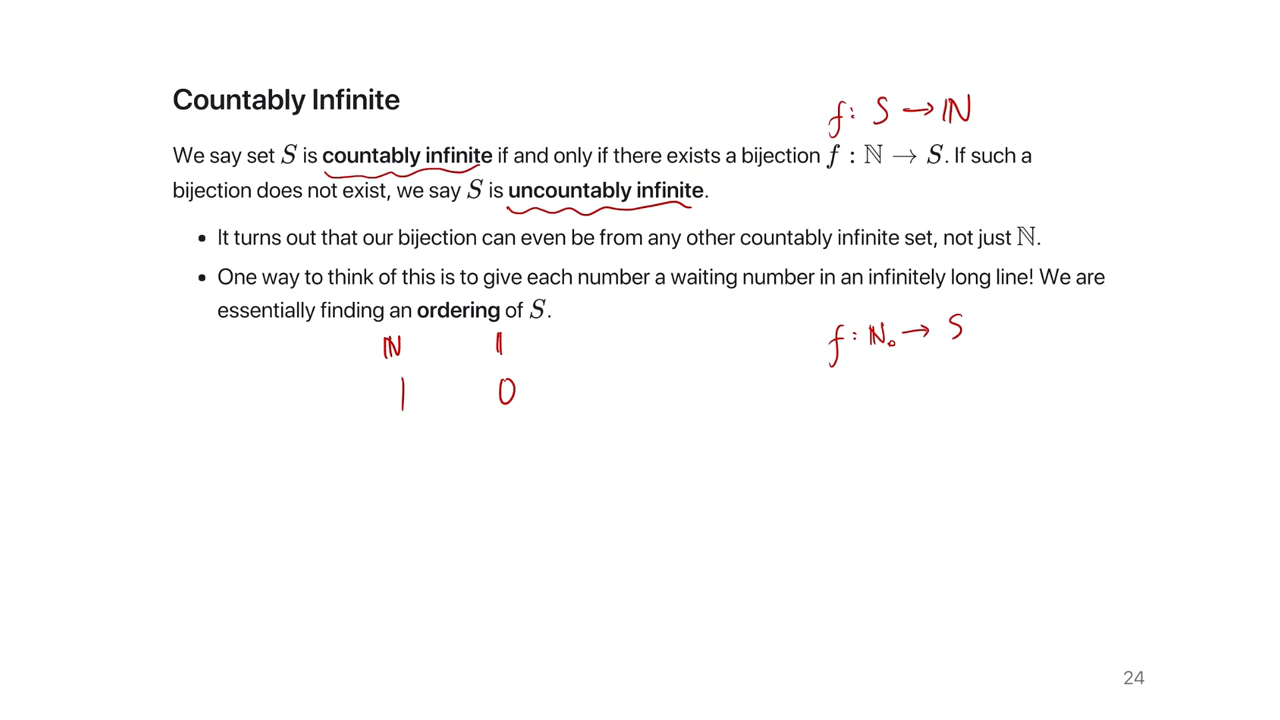 Countably Infinite
f: S → ℕ
We say set S is countably infinite if and only if there exists a bijection f : ℕ → S. If such a
bijection does not exist, we say S is uncountably infinite.
• It turns out that our bijection can even be from any other countably infinite set, not just ℕ.
• One way to think of this is to give each number a waiting number in an infinitely long line! We are
essentially finding an ordering of S.
f: ℕ₀ → S
ℕ
1 0
24